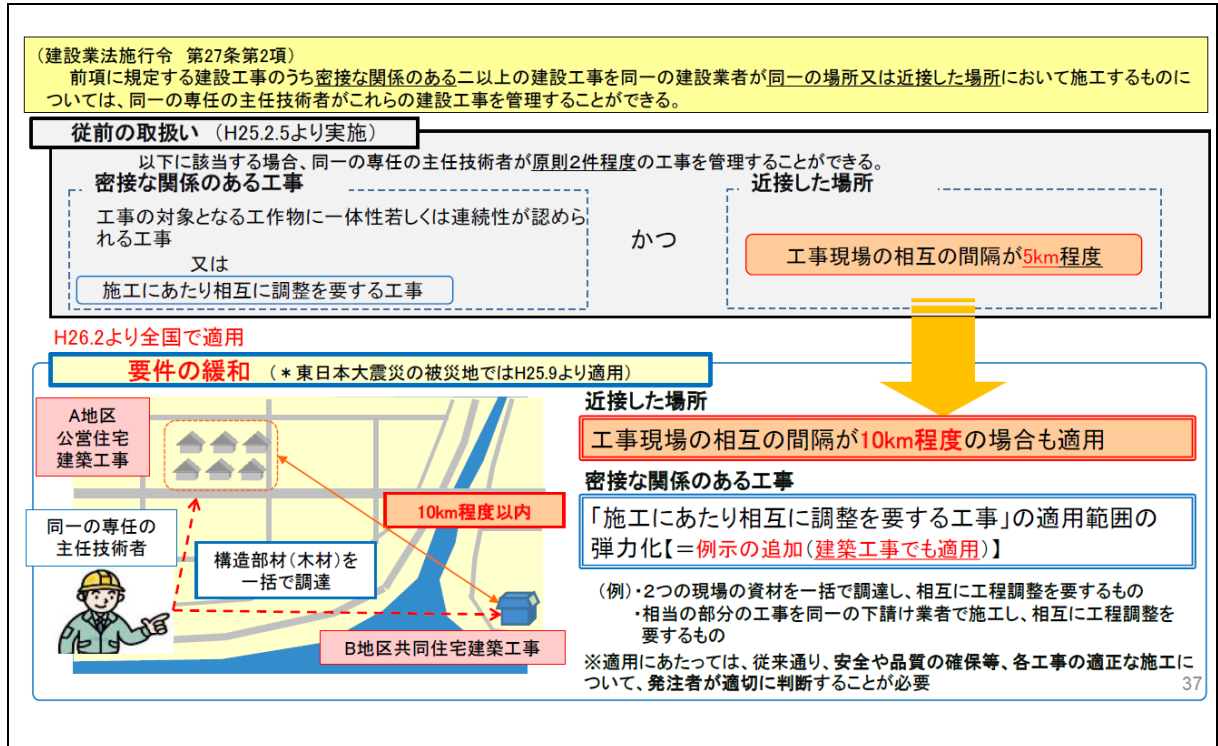 (建設業法施行令 第27条第2項)
前項に規定する建設工事のうち密接な関係のある二以上の建設工事を同一の建設業者が同一の場所又は近接した場所において施工するものに
ついては、同一の専任の主任技術者がこれらの建設工事を管理することができる。
従前の取扱い (H25.2.5より実施)
以下に該当する場合、同一の専任の主任技術者が原則2件程度の工事を管理することができる。
密接な関係のある工事
工事の対象となる工作物に一体性若しくは連続性が認めら
れる工事
又は
施工にあたり相互に調整を要する工事
かつ
近接した場所
工事現場の相互の間隔が5km程度
H26.2より全国で適用
要件の緩和 (*東日本大震災の被災地ではH25.9より適用)
A地区
公営住宅
建築工事
同一の専任の
主任技術者
構造部材(木材)を
一括で調達
10km程度以内
B地区共同住宅建築工事
近接した場所
工事現場の相互の間隔が10km程度の場合も適用
密接な関係のある工事
「施工にあたり相互に調整を要する工事」の適用範囲の
弾力化【=例示の追加(建築工事でも適用)】
(例)・2つの現場の資材を一括で調達し、相互に工程調整を要するもの
・相当の部分の工事を同一の下請け業者で施工し、相互に工程調整を
要するもの
※適用にあたっては、従来通り、安全や品質の確保等、各工事の適正な施工に
ついて、発注者が適切に判断することが必要
37